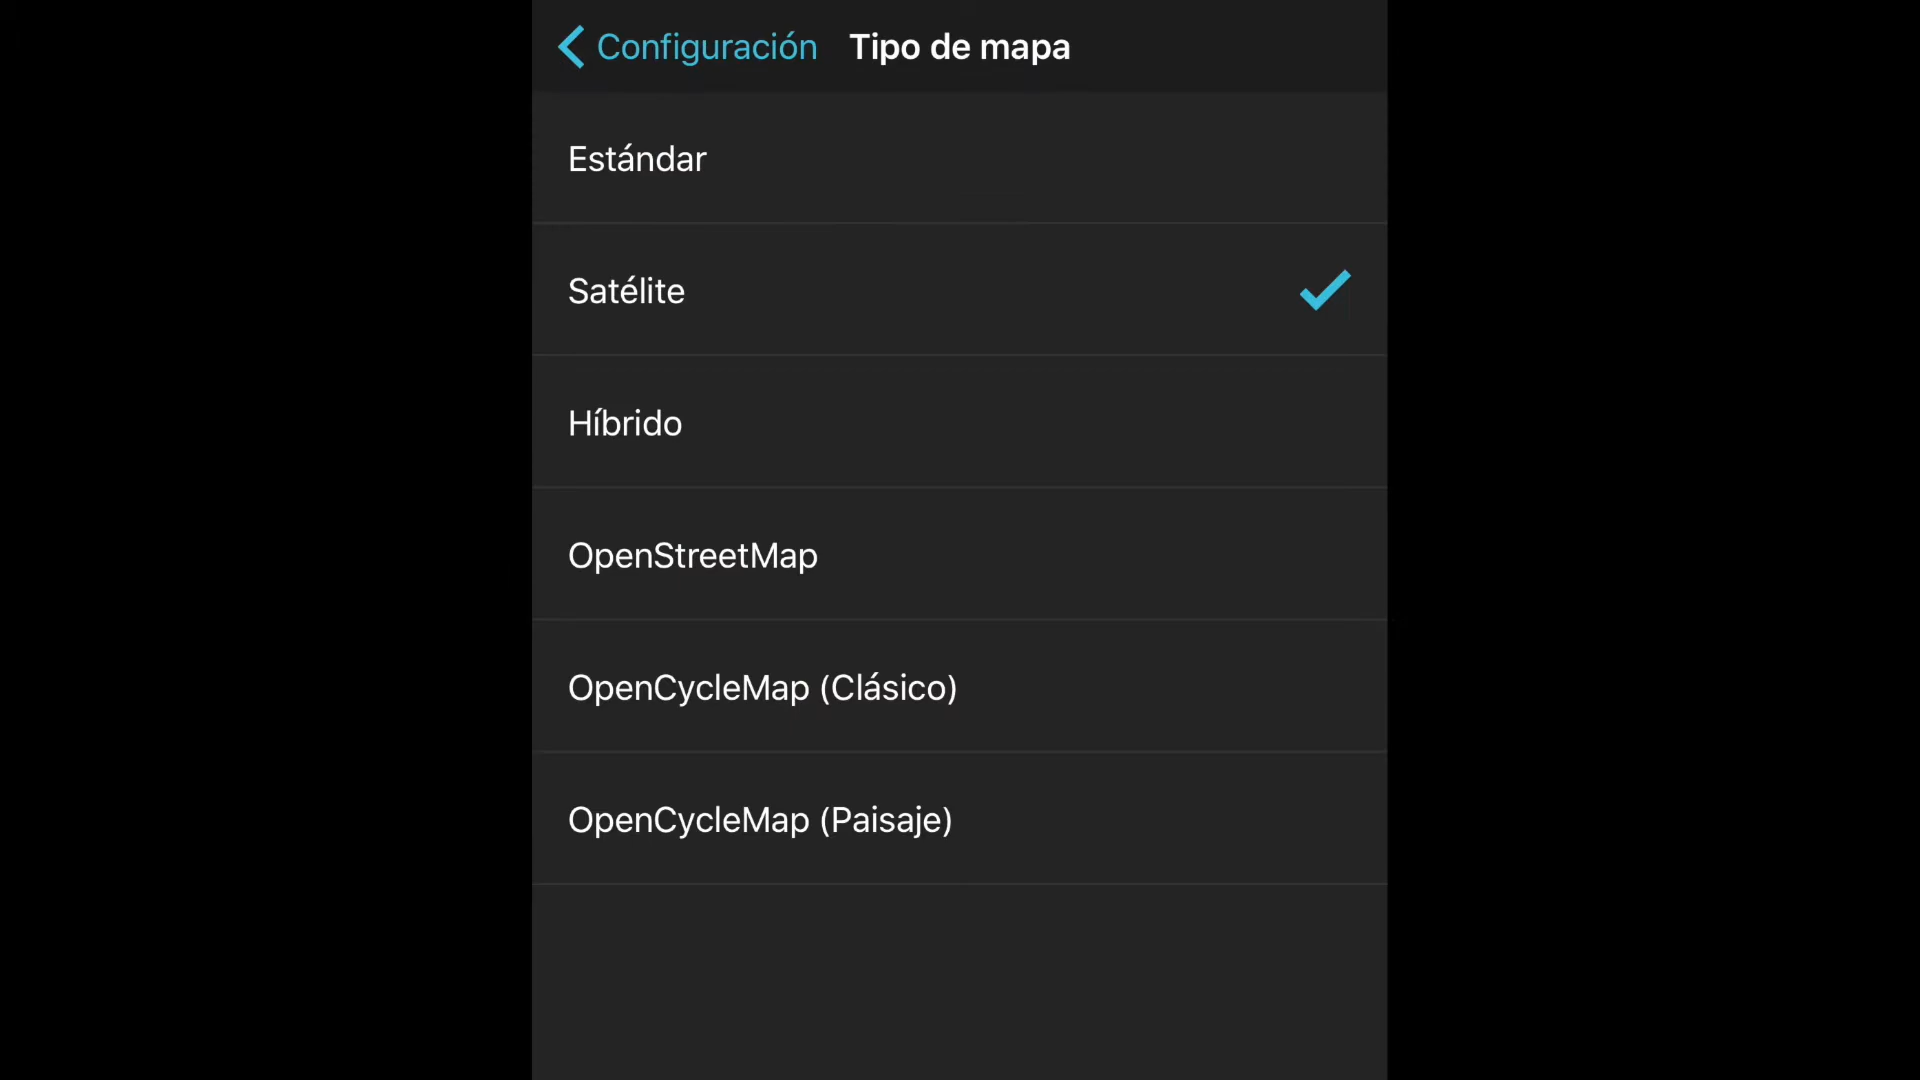 Configuración Tipo de mapa
Estándar
Satélite
Híbrido
OpenStreetMap
OpenCycleMap (Clásico)
OpenCycleMap (Paisaje)